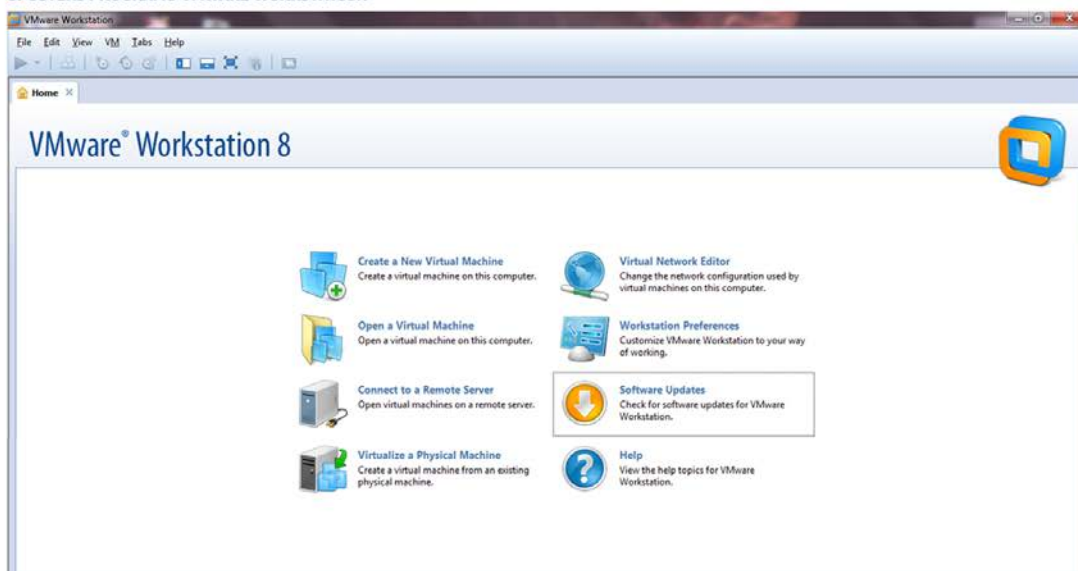 VMware Workstation
File Edit View VM Tabs Help
Home
VMware® Workstation 8
Create a New Virtual Machine
Create a virtual machine on this computer.
Open a Virtual Machine
Open a virtual machine on this computer.
Connect to a Remote Server
Open virtual machines on a remote server.
Virtualize a Physical Machine
Create a virtual machine from an existing
physical machine.
Virtual Network Editor
Change the network configuration used by
virtual machines on this computer.
Workstation Preferences
Customize VMware Workstation to your way
of working.
Software Updates
Check for software updates for VMware
Workstation.
Help
View the help topics for VMware
Workstation.